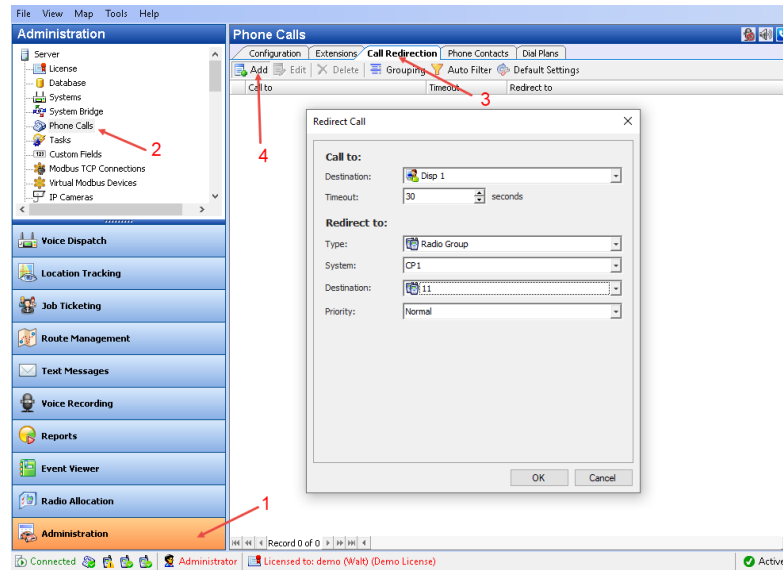 File View Map Tools Help
Administration
Server
License
Database
Systems
System Bridge
Phone Calls
Tasks
Custom Fields
Modbus TCP Connections
Virtual Modbus Devices
IP Cameras
2
Voice Dispatch
Location Tracking
Job Ticketing
Route Management
Text Messages
Voice Recording
Reports
Event Viewer
Radio Allocation
Administration
1
Phone Calls
Configuration Extensions Call Redirection Phone Contacts Dial Plans
Add Edit Delete Grouping Auto Filter Default Settings
Call to Timeout Redirect to
3
4
Redirect Call
Call to:
Destination: Disp 1
Timeout: 30 seconds
Redirect to:
Type: Radio Group
System: CP1
Destination: 11
Priority: Normal
OK Cancel
Record 0 of 0
Connected Administrator Licensed to: demo (Walt) (Demo License) Active